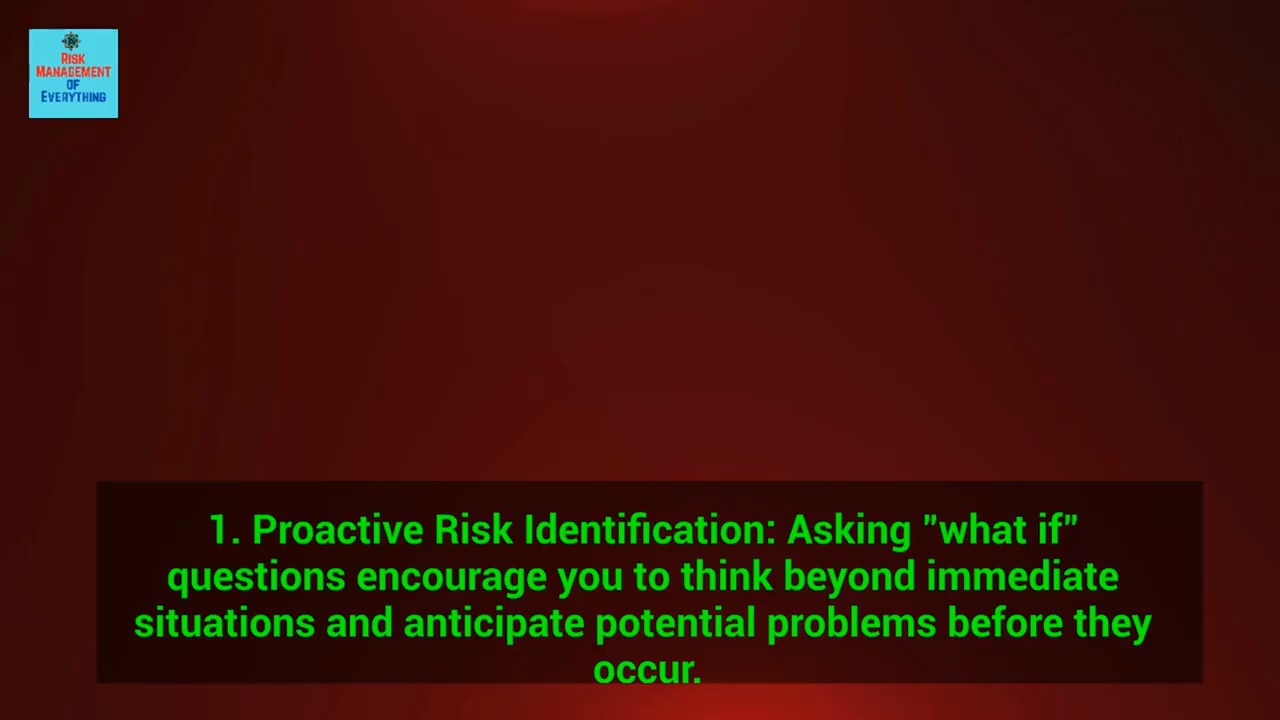 RISK
MANAGEMENT
OF
EVERYTHING
1. Proactive Risk Identification: Asking "what if"
questions encourage you to think beyond immediate
situations and anticipate potential problems before they
occur.